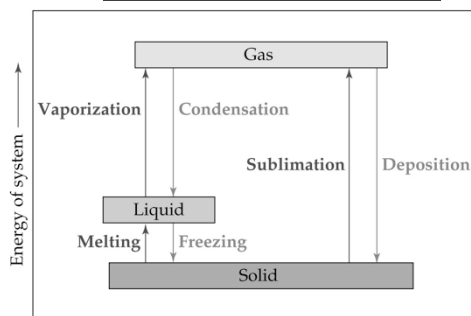 Gas
Vaporization Condensation
Sublimation Deposition
Liquid
Melting Freezing
Solid
Energy of system